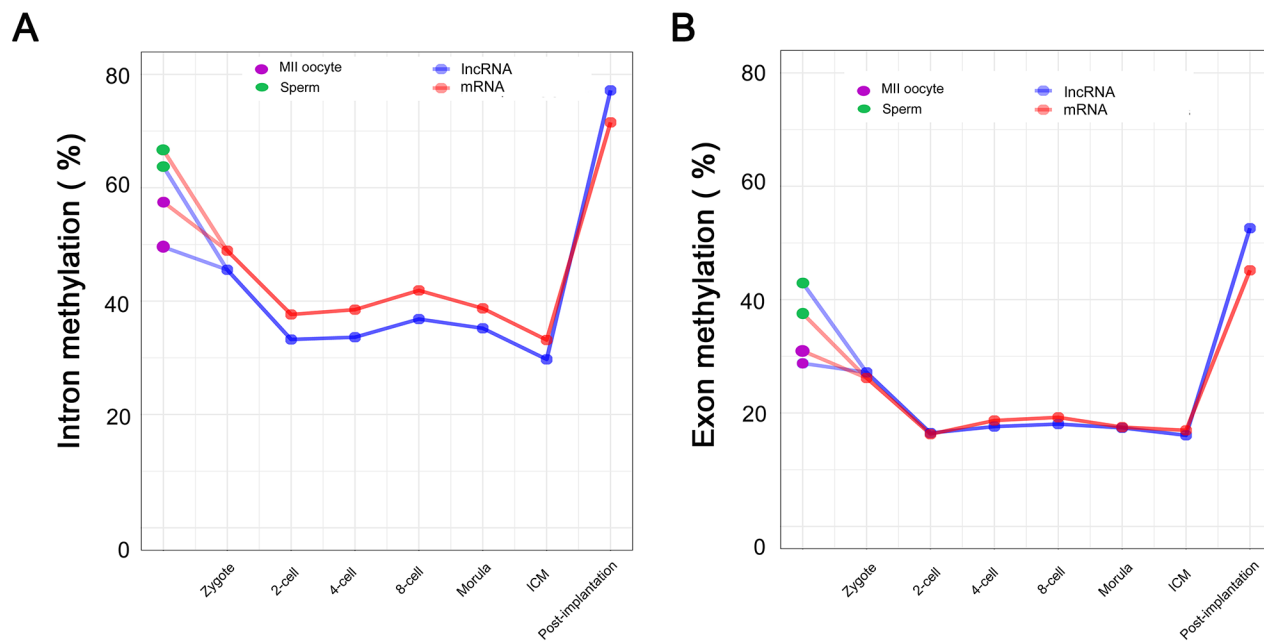 A
Intron methylation ( %)
80
60
40
20
0
MII oocyte
Sperm
lncRNA
mRNA
Zygote
2-cell
4-cell
8-cell
Morula
ICM
Post-implantation
B
Exon methylation ( %)
80
60
40
20
0
MII oocyte
Sperm
lncRNA
mRNA
Zygote
2-cell
4-cell
8-cell
Morula
ICM
Post-implantation